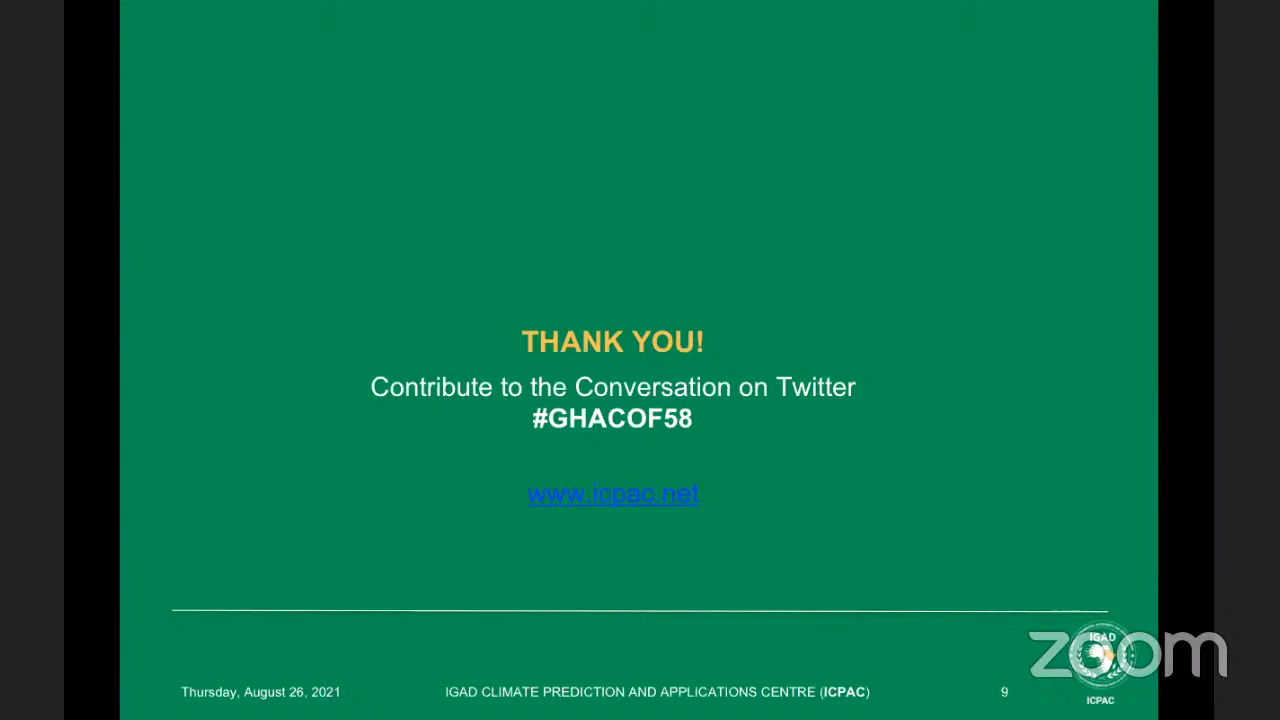 THANK YOU!
Contribute to the Conversation on Twitter
#GHACOF58
www.icpac.net
Thursday, August 26, 2021
IGAD CLIMATE PREDICTION AND APPLICATIONS CENTRE (ICPAC)
9
IGAD
ICPAC
zoom